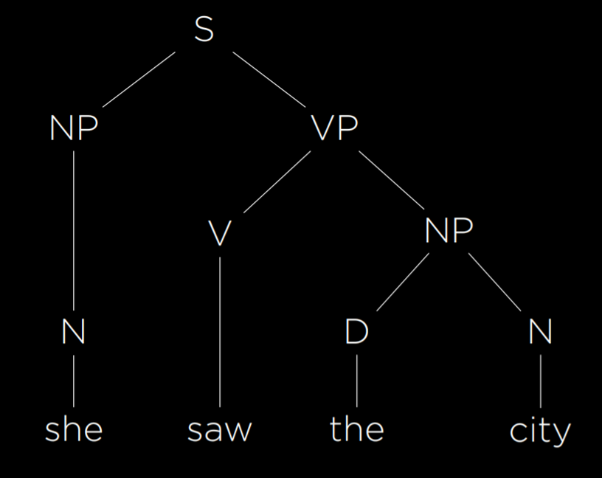 S
NP VP
V NP
N D N
she saw the city